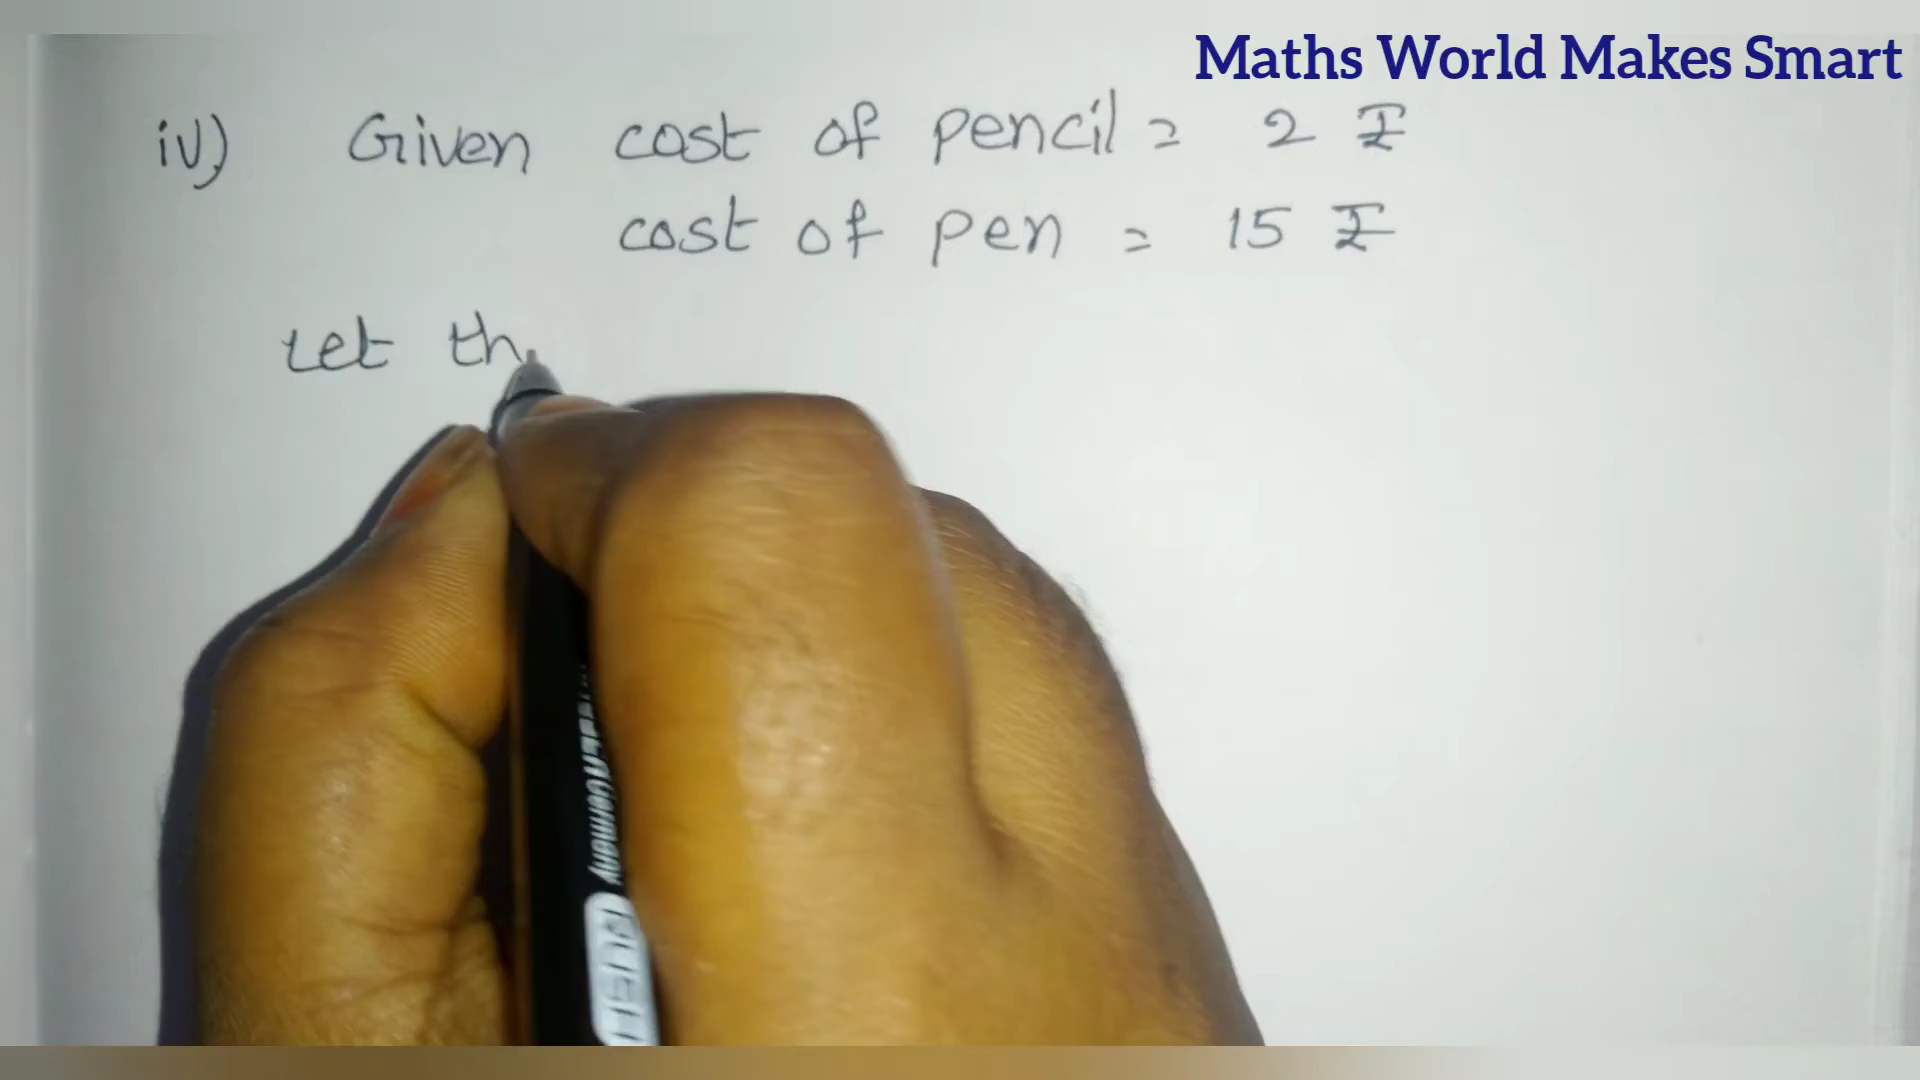 Maths World Makes Smart
iv) Given cost of pencil = 2 ₹
cost of pen = 15 ₹
Let th